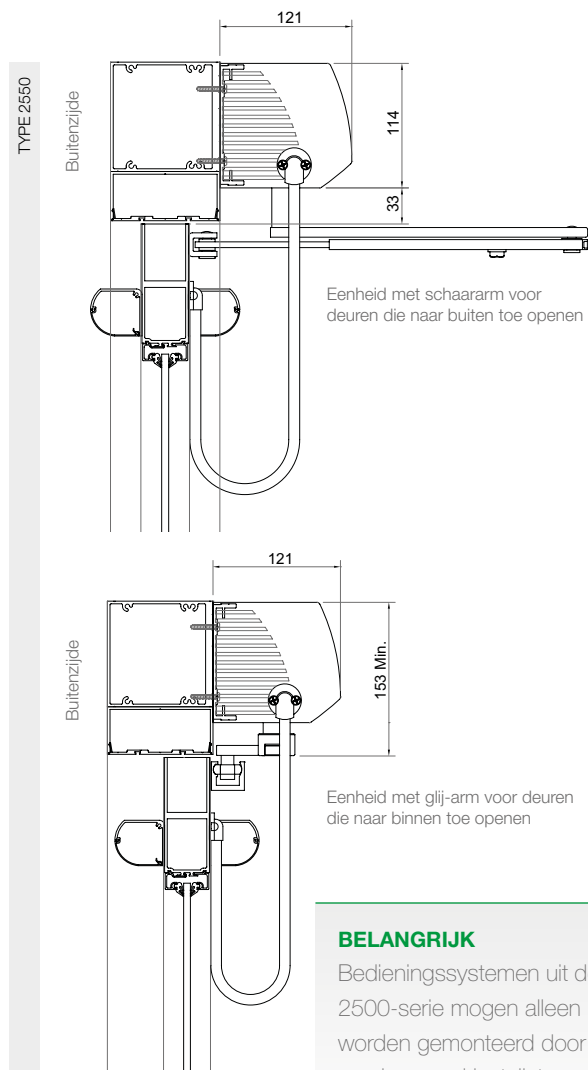 TYPE 2550
Buitenzijde
121
114
33
Eenheid met schaararm voor
deuren die naar buiten toe openen
121
Buitenzijde
153 Min.
Eenheid met glij-arm voor deuren
die naar binnen toe openen
BELANGRIJK
Bedieningssystemen uit d
2500-serie mogen alleen
worden gemonteerd door